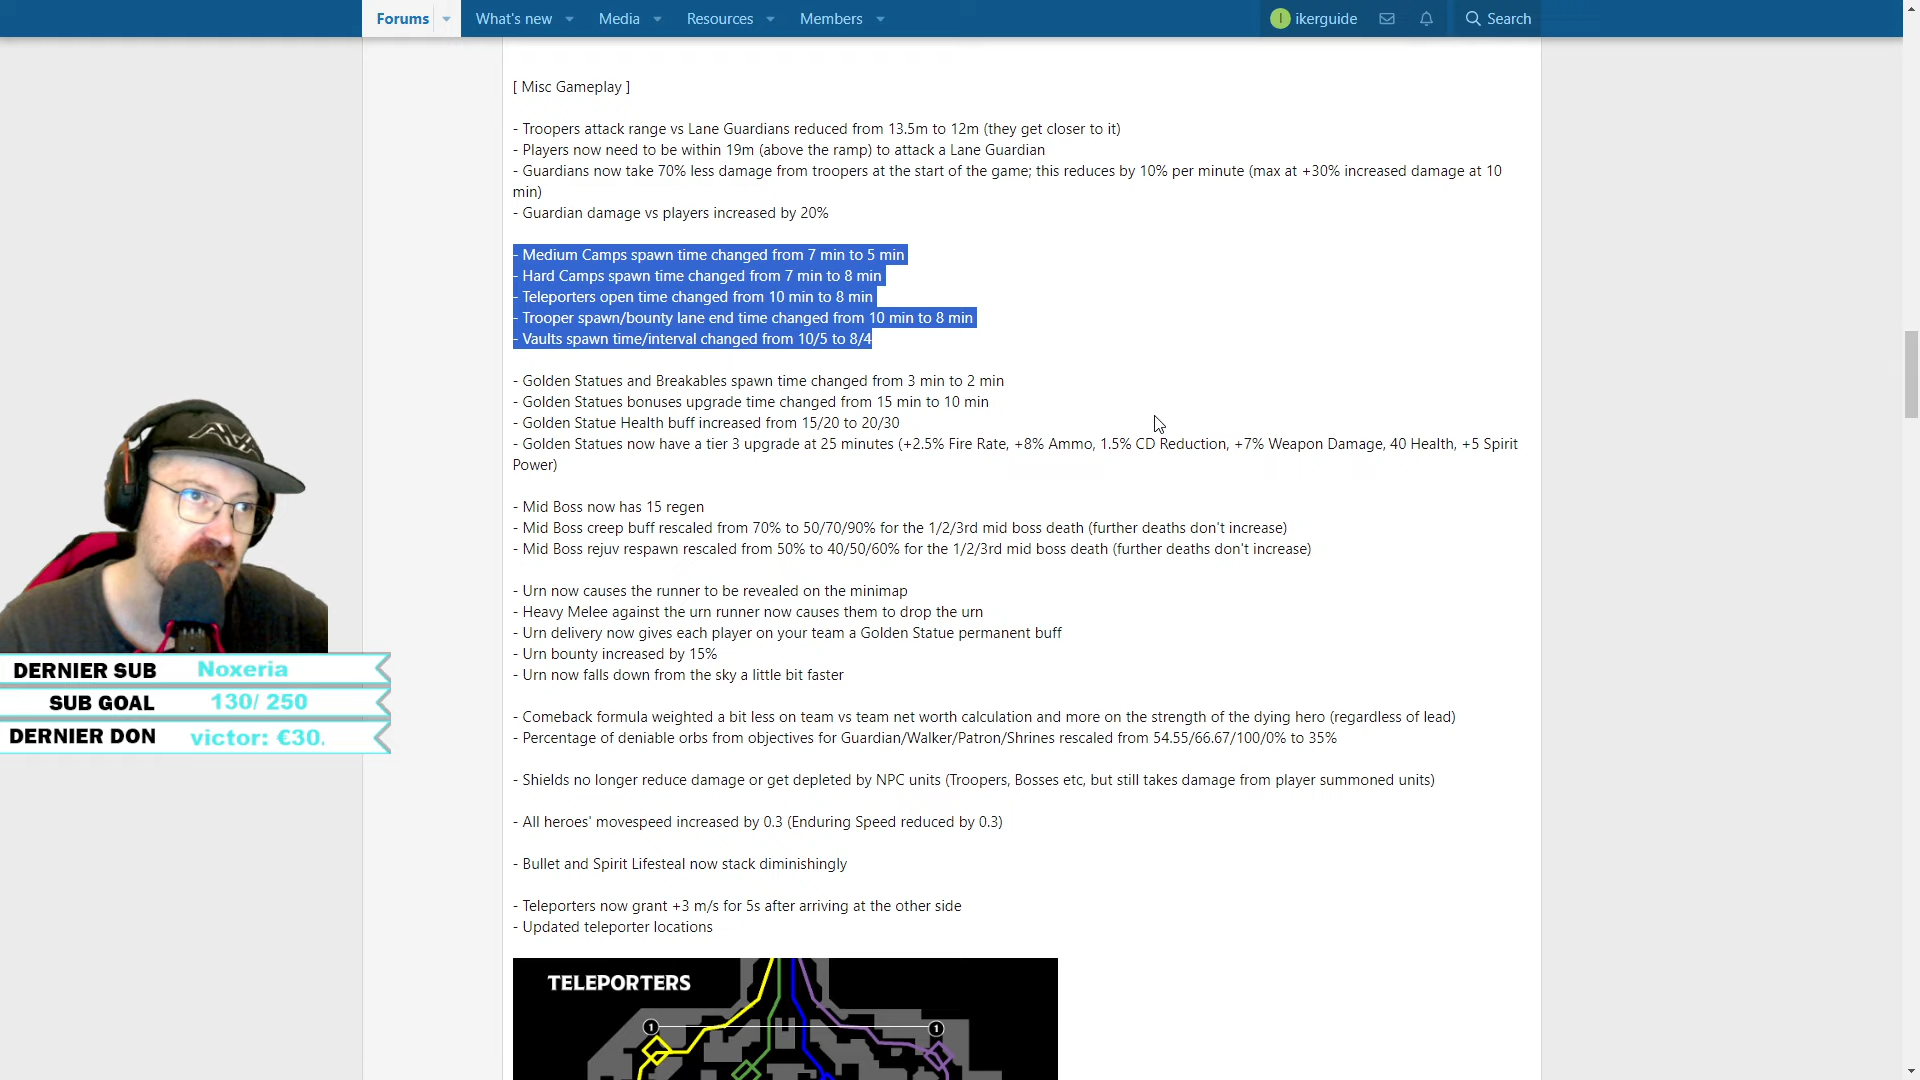 Forums What's new Media Resources Members I ikerguide Search
[ Misc Gameplay ]
- Troopers attack range vs Lane Guardians reduced from 13.5m to 12m (they get closer to it)
- Players now need to be within 19m (above the ramp) to attack a Lane Guardian
- Guardians now take 70% less damage from troopers at the start of the game; this reduces by 10% per minute (max at +30% increased damage at 10
min)
- Guardian damage vs players increased by 20%
- Medium Camps spawn time changed from 7 min to 5 min
- Hard Camps spawn time changed from 7 min to 8 min
- Teleporters open time changed from 10 min to 8 min
- Trooper spawn/bounty lane end time changed from 10 min to 8 min
- Vaults spawn time/interval changed from 10/5 to 8/4
- Golden Statues and Breakables spawn time changed from 3 min to 2 min
- Golden Statues bonuses upgrade time changed from 15 min to 10 min
- Golden Statue Health buff increased from 15/20 to 20/30
- Golden Statues now have a tier 3 upgrade at 25 minutes (+2.5% Fire Rate, +8% Ammo, 1.5% CD Reduction, +7% Weapon Damage, 40 Health, +5 Spirit
Power)
- Mid Boss now has 15 regen
- Mid Boss creep buff rescaled from 70% to 50/70/90% for the 1/2/3rd mid boss death (further deaths don't increase)
- Mid Boss rejuv respawn rescaled from 50% to 40/50/60% for the 1/2/3rd mid boss death (further deaths don't increase)
- Urn now causes the runner to be revealed on the minimap
- Heavy Melee against the urn runner now causes them to drop the urn
- Urn delivery now gives each player on your team a Golden Statue permanent buff
- Urn bounty increased by 15%
- Urn now falls down from the sky a little bit faster
- Comeback formula weighted a bit less on team vs team net worth calculation and more on the strength of the dying hero (regardless of lead)
- Percentage of deniable orbs from objectives for Guardian/Walker/Patron/Shrines rescaled from 54.55/66.67/100/0% to 35%
- Shields no longer reduce damage or get depleted by NPC units (Troopers, Bosses etc, but still takes damage from player summoned units)
- All heroes' movespeed increased by 0.3 (Enduring Speed reduced by 0.3)
- Bullet and Spirit Lifesteal now stack diminishingly
- Teleporters now grant +3 m/s for 5s after arriving at the other side
- Updated teleporter locations
TELEPORTERS
1 1
DERNIER SUB Noxeria
SUB GOAL 130/ 250
DERNIER DON victor: €30.